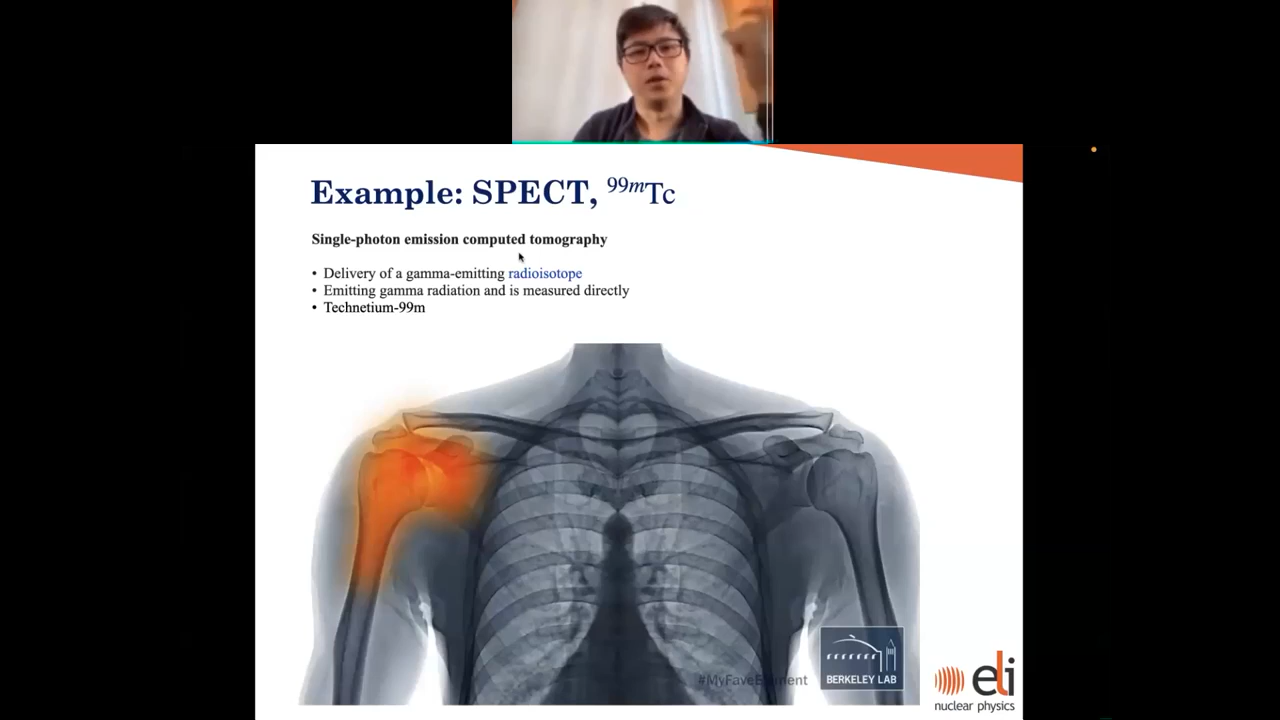 Example: SPECT, ⁹⁹ᵐTc
Single-photon emission computed tomography
• Delivery of a gamma-emitting radioisotope
• Emitting gamma radiation and is measured directly
• Technetium-99m
#MyFaveElement
BERKELEY LAB
eli
nuclear physics